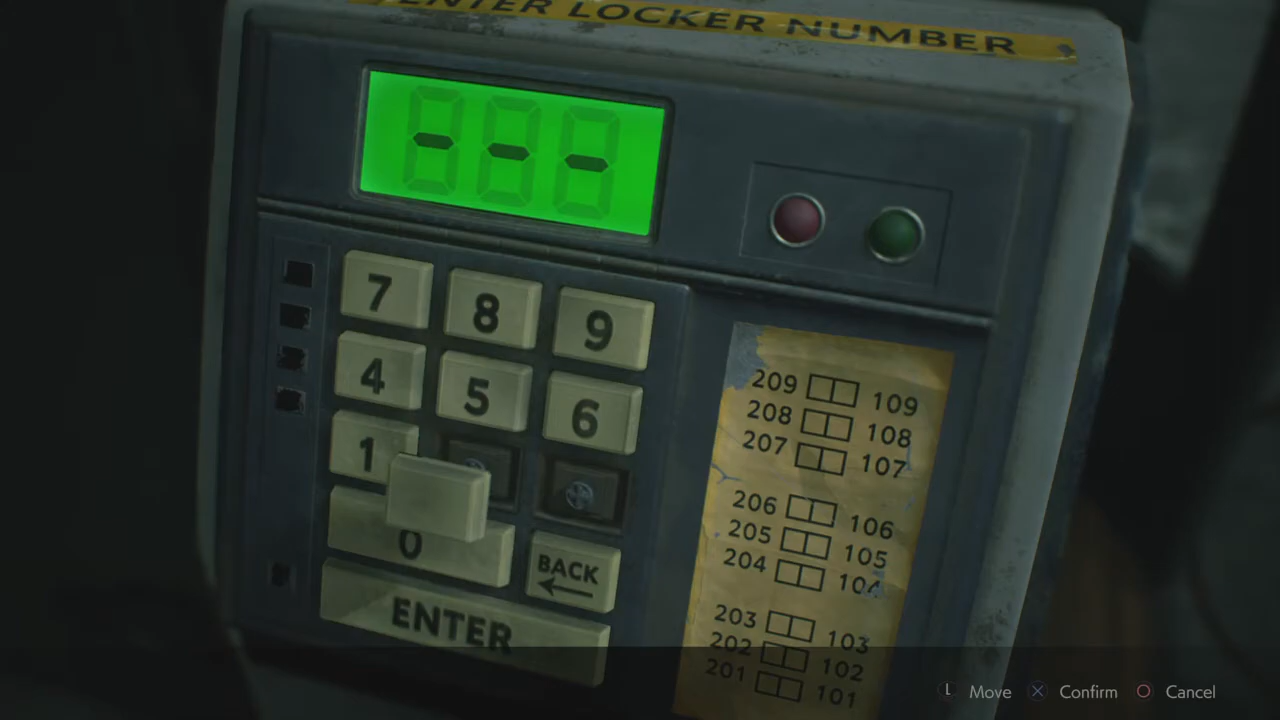 ENTER LOCKER NUMBER
7 8 9
4 5 6
1
0 BACK
ENTER
209 109
208 108
207 107
206 106
205 105
204 104
203 103
202 102
201 101
L Move Confirm Cancel